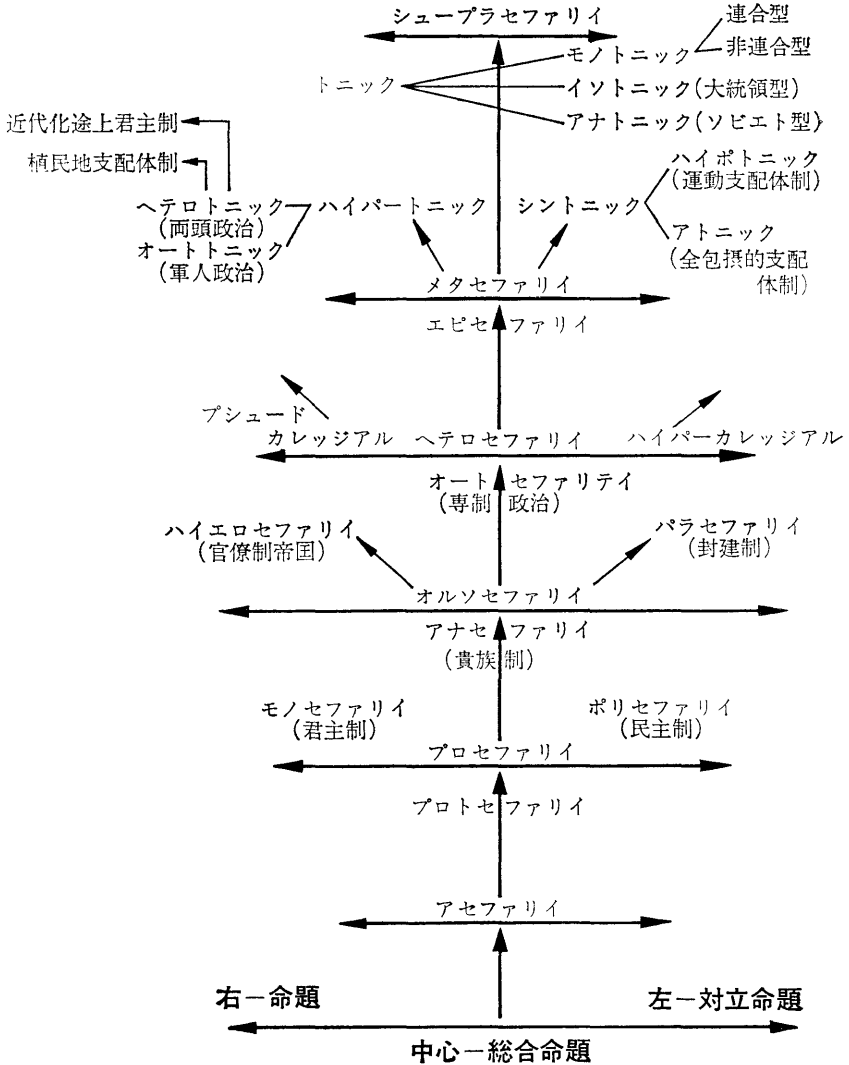 シュープラセファリイ
連合型
非連合型
モノトニック
トニック
イソトニック(大統領型)
アナトニック(ソビエト型)
近代化途上君主制
植民地支配体制
ハイポトニック
(運動支配体制)
ヘテロトニック
(両頭政治)
ハイパートニック
シントニック
オートトニック
(軍人政治)
アトニック
(全包摂的支配
体制)
メタセファリイ
エピセファリイ
プシュード
カレッジアル
ヘテロセファリイ
ハイパーカレッジアル
オートセファリテイ
(専制政治)
ハイエロセファリイ
(官僚制帝国)
パラセファリイ
(封建制)
オルソセファリイ
アナセファリイ
(貴族制)
モノセファリイ
(君主制)
ポリセファリイ
(民主制)
プロセファリイ
プロトセファリイ
アセファリイ
右−命題
左−対立命題
中心−総合命題